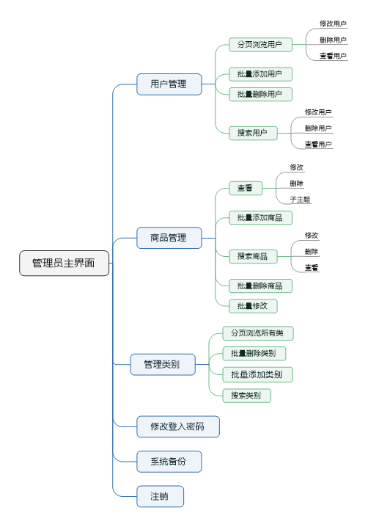 管理员主界面
用户管理
分页浏览用户
修改用户
删除用户
查看用户
批量添加用户
批量删除用户
搜索用户
修改用户
删除用户
查看用户
商品管理
查看
修改
删除
子主题
批量添加商品
搜索商品
修改
删除
查看
批量删除商品
批量修改
管理类别
分页浏览所有类
批量删除类别
批量添加类别
搜索类别
修改登入密码
系统备份
注销